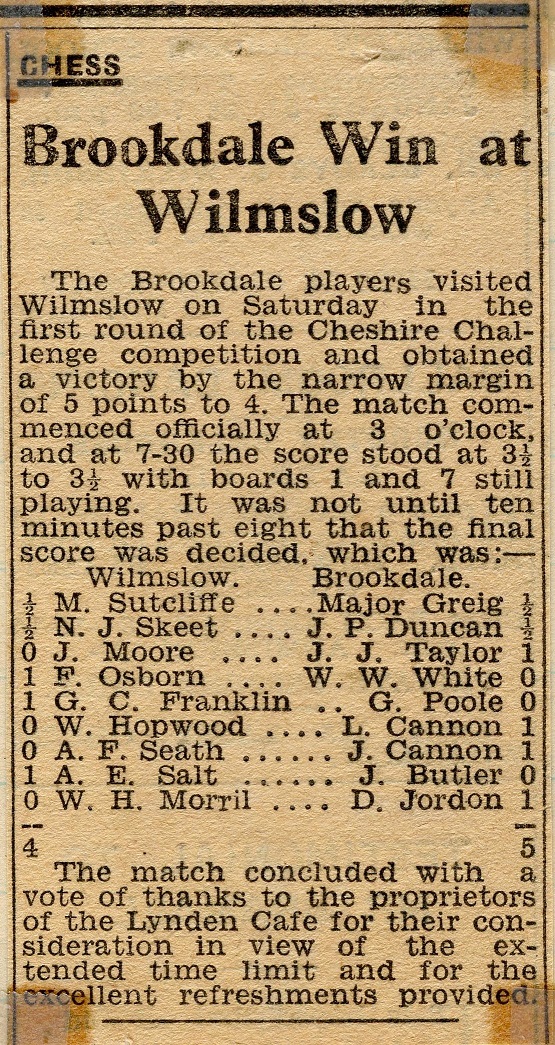 CHESS
Brookdale Win at
Wilmslow
The Brookdale players visited
Wilmslow on Saturday in the
first round of the Cheshire Chal-
lenge competition and obtained
a victory by the narrow margin
of 5 points to 4. The match com-
menced officially at 3 o'clock,
and at 7-30 the score stood at 3½
to 3½ with boards 1 and 7 still
playing. It was not until ten
minutes past eight that the final
score was decided, which was:—
Wilmslow. Brookdale.
½ M. Sutcliffe ....Major Greig ½
½ N. J. Skeet .... J. P. Duncan ½
0 J. Moore .... J. J. Taylor 1
1 F. Osborn .... W. W. White 0
1 G. C. Franklin .. G. Poole 0
0 W. Hopwood .... L. Cannon 1
0 A. F. Seath ...... J. Cannon 1
1 A. E. Salt ...... J. Butler 0
0 W. H. Morril .... D. Jordon 1
4 5
The match concluded with a
vote of thanks to the proprietors
of the Lynden Cafe for their con-
sideration in view of the ex-
tended time limit and for the
excellent refreshments provided.